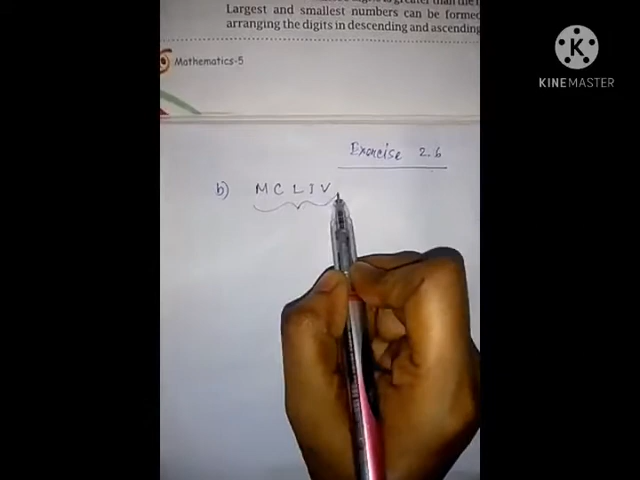 Largest and smallest numbers can be formed
arranging the digits in descending and ascending
Mathematics-5
K
KINEMASTER
Exercise 2.6
b) M C L I V